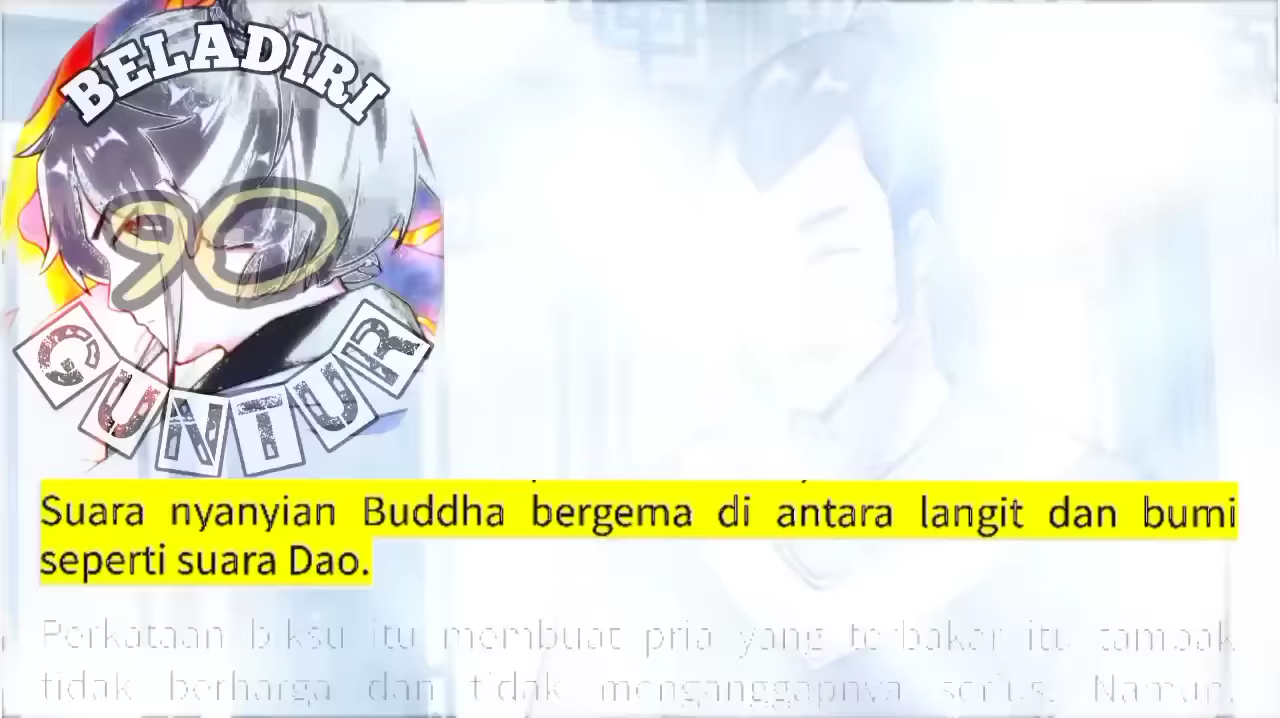 BELADIRI
GUNTUR
Suara nyanyian Buddha bergema di antara langit dan bumi
seperti suara Dao.
Perkataan biksu itu membuat pria yang terbakar itu tampak
tidak berharga dan tidak menganggapnya serius. Namun,